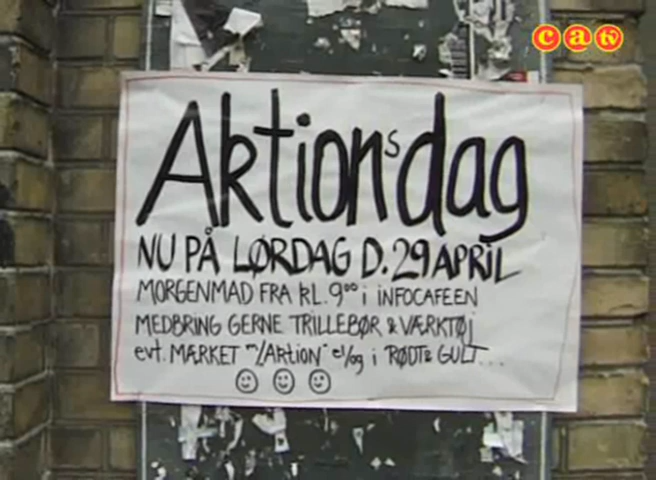 catv
Aktionsdag
NU PÅ LØRDAG D. 29 APRIL
MORGENMAD FRA KL. 9⁰⁰ i INFOCAFEEN
MEDBRING GERNE TRILLEBØR & VÆRKTØJ
evt. MÆRKET m/"Aktion" el/og i RØDT & GULT...